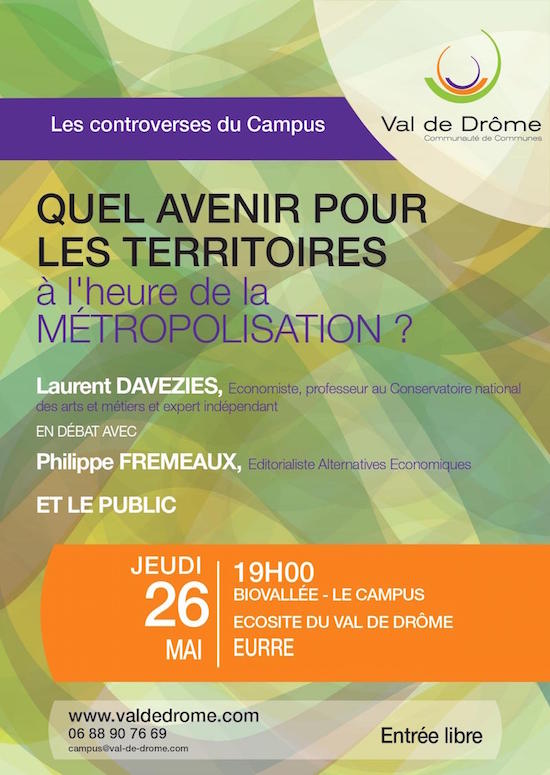 Val de Drôme
Communauté de Communes
Les controverses du Campus
QUEL AVENIR POUR
LES TERRITOIRES
à l'heure de la
MÉTROPOLISATION ?
Laurent DAVEZIES, Economiste, professeur au Conservatoire national
des arts et métiers et expert indépendant
EN DÉBAT AVEC
Philippe FREMEAUX, Editorialiste Alternatives Economiques
ET LE PUBLIC
JEUDI
26
MAI
19H00
BIOVALLÉE - LE CAMPUS
ECOSITE DU VAL DE DRÔME
EURRE
www.valdedrome.com
06 88 90 76 69
campus@val-de-drome.com
Entrée libre